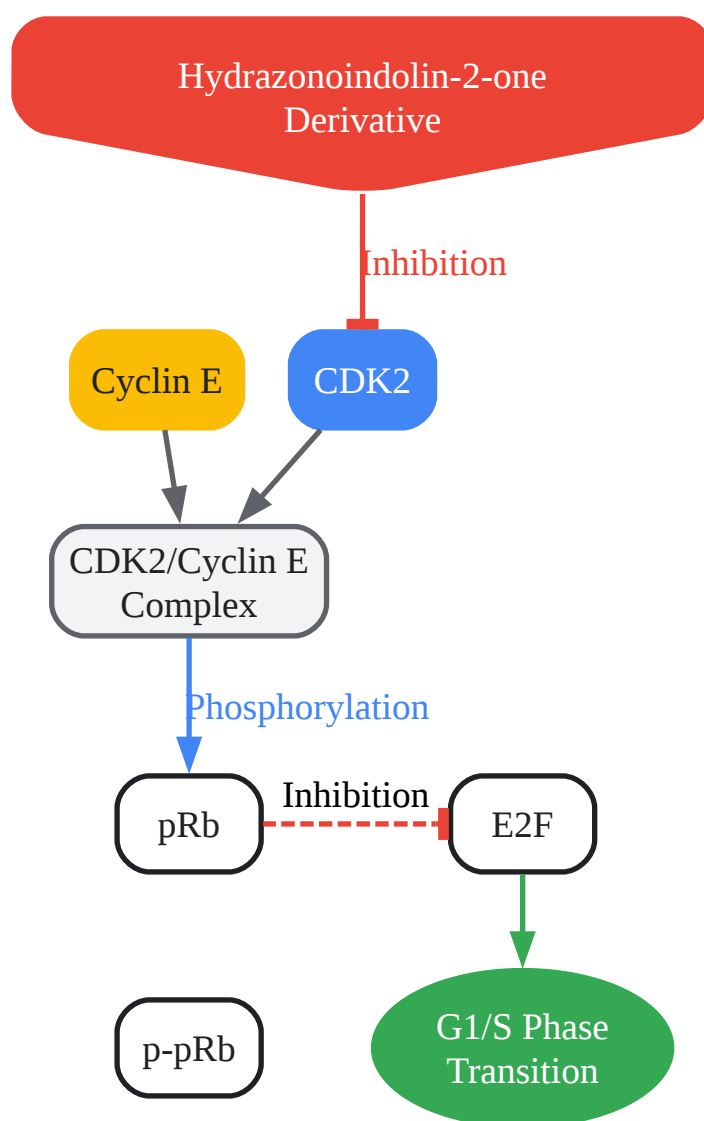 Hydrazonoindolin-2-one
Derivative
Inhibition
Cyclin E
CDK2
CDK2/Cyclin E
Complex
Phosphorylation
pRb
Inhibition
E2F
p-pRb
G1/S Phase
Transition